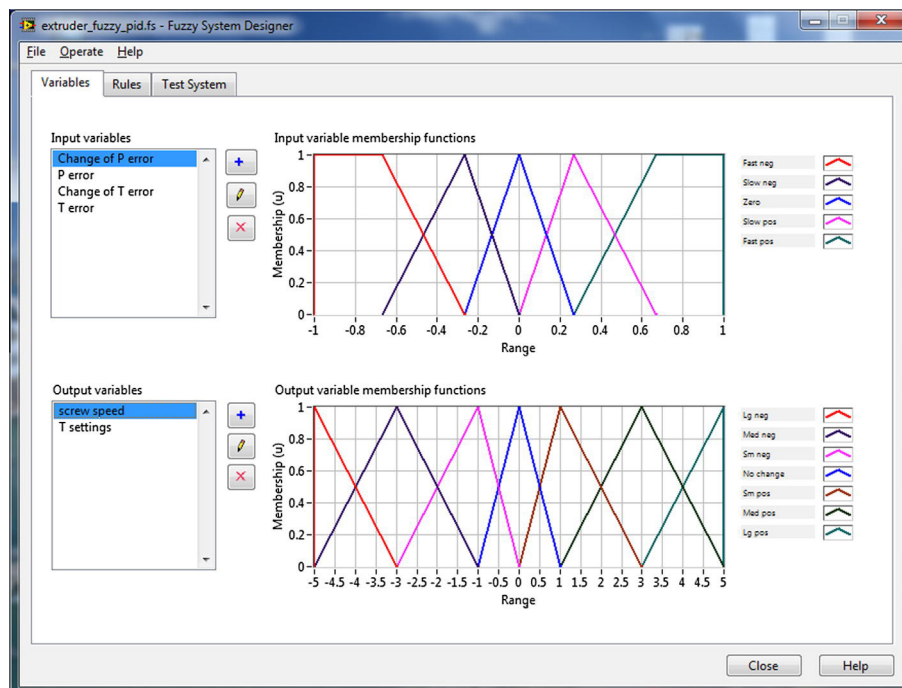 extruder_fuzzy_pid.fs - Fuzzy System Designer
File Operate Help
Variables Rules Test System
Input variables
Change of P error
P error
Change of T error
T error
Input variable membership functions
Membership (u)
1
0.8
0.6
0.4
0.2
0
-1 -0.8 -0.6 -0.4 -0.2 0 0.2 0.4 0.6 0.8 1
Range
Fast neg
Slow neg
Zero
Slow pos
Fast pos
Output variables
screw speed
T settings
Output variable membership functions
Membership (u)
1
0.8
0.6
0.4
0.2
0
-5 -4.5 -3.5 -3 -2.5 -2 -1.5 -1 -0.5 0 0.5 1 1.5 2 2.5 3 3.5 4 4.5 5
Range
Lg neg
Med neg
Sm neg
No change
Sm pos
Med pos
Lg pos
Close Help